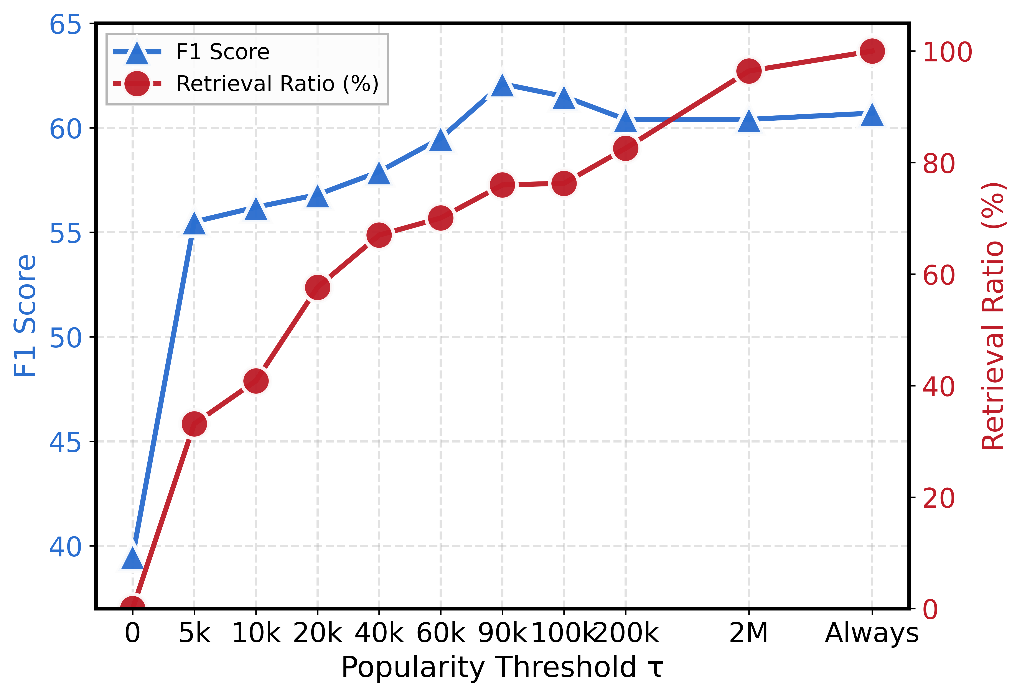 F1 Score
Retrieval Ratio (%)
65
60
55
50
45
40
F1 Score
100
80
60
40
20
0
Retrieval Ratio (%)
0 5k 10k 20k 40k 60k 90k 100k 200k 2M Always
Popularity Threshold τ